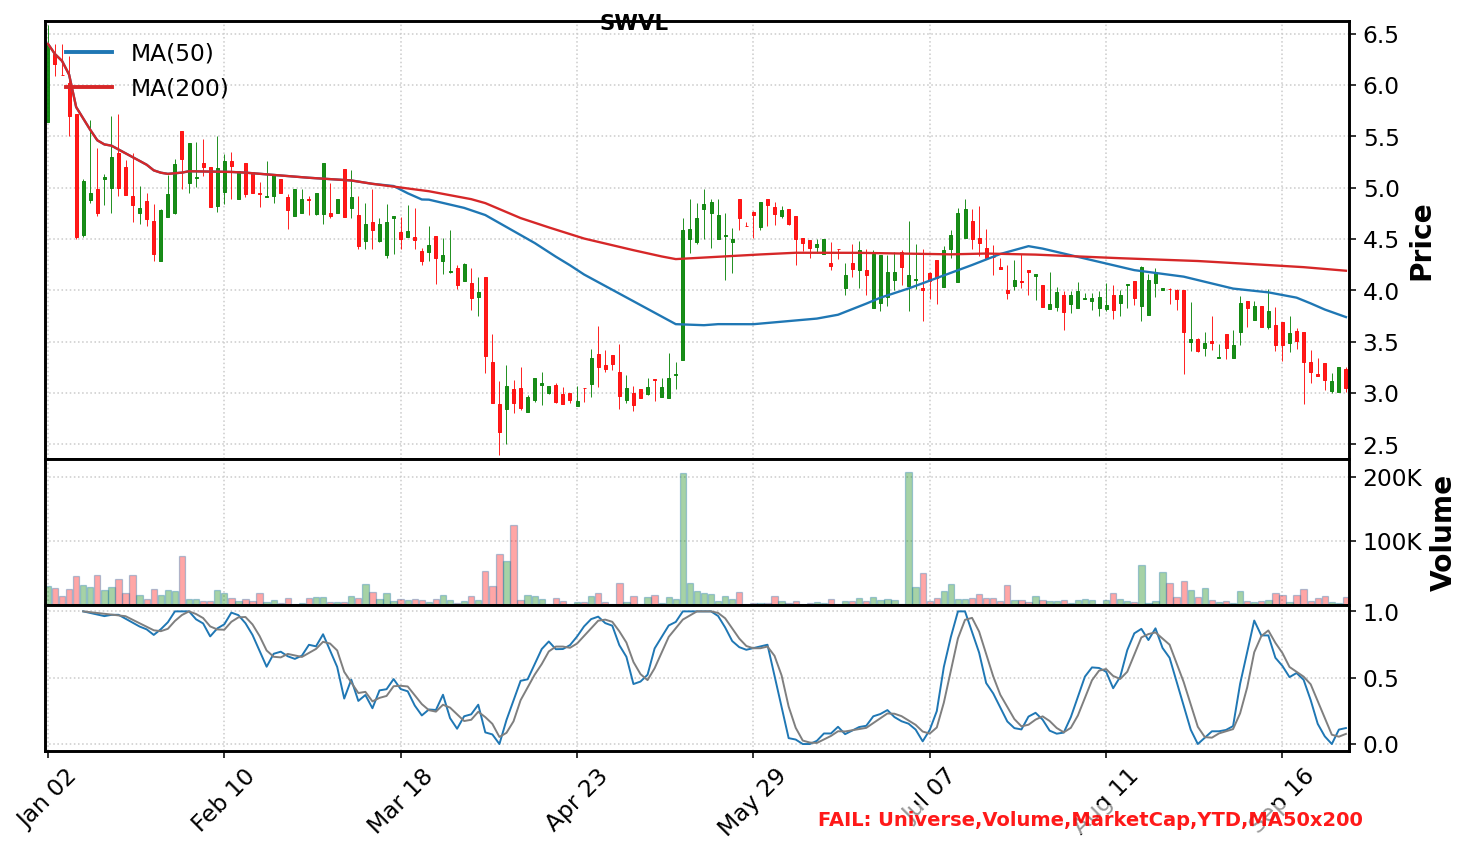 SWVL
MA(50)
MA(200)
6.5
6.0
5.5
5.0
4.5
4.0
3.5
3.0
2.5
Price
200K
100K
Volume
1.0
0.5
0.0
Jan 02
Feb 10
Mar 18
Apr 23
May 29
Jul 07
Aug 11
Sep 16
FAIL: Universe,Volume,MarketCap,YTD,MA50x200